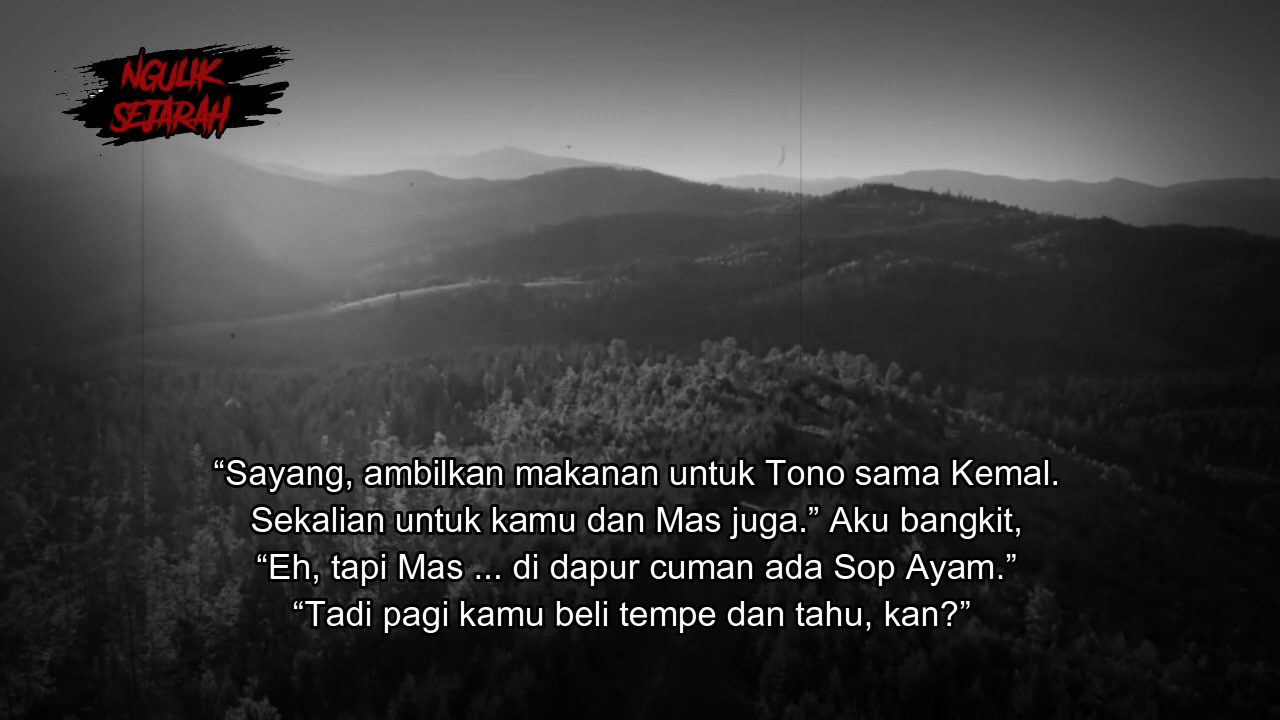 NGULIK
SEJARAH
“Sayang, ambilkan makanan untuk Tono sama Kemal.
Sekalian untuk kamu dan Mas juga.” Aku bangkit,
“Eh, tapi Mas ... di dapur cuman ada Sop Ayam.”
“Tadi pagi kamu beli tempe dan tahu, kan?”